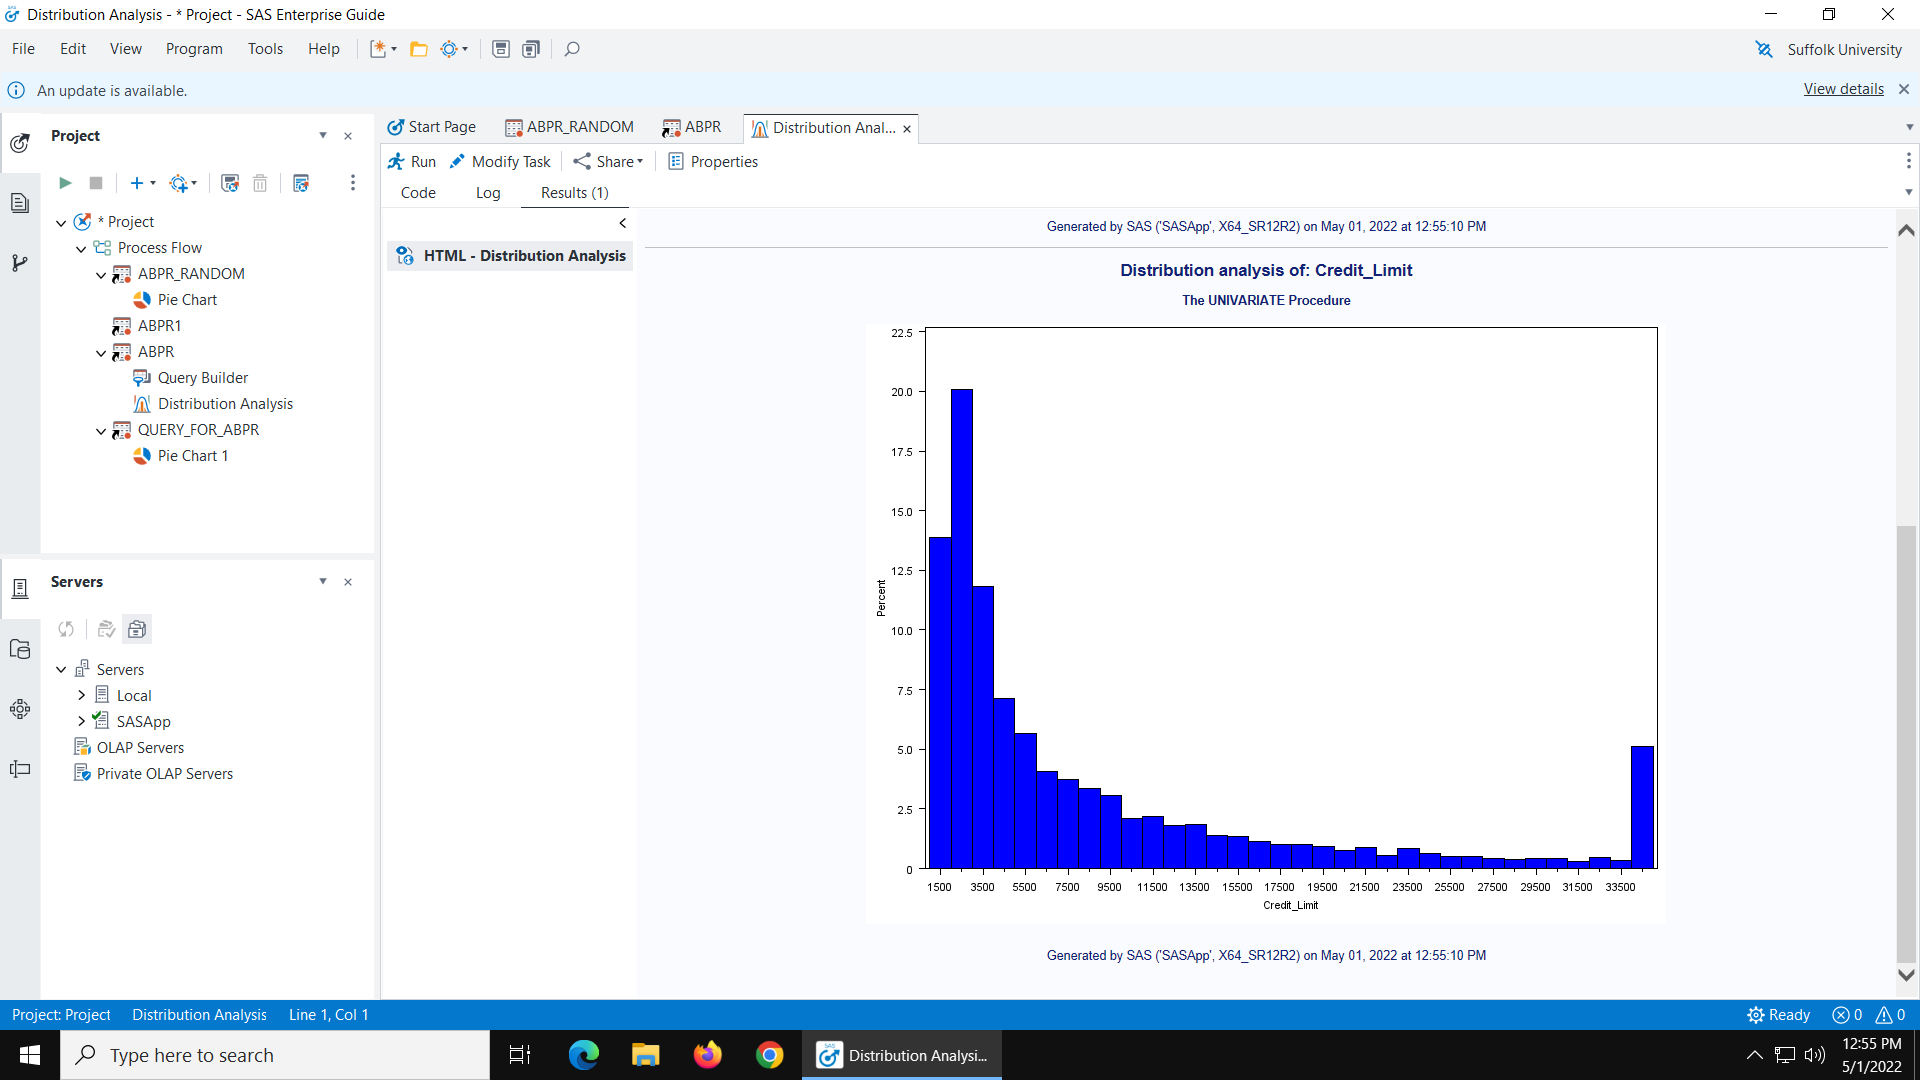 Distribution Analysis - * Project - SAS Enterprise Guide
File Edit View Program Tools Help
Suffolk University
An update is available.
View details
Project
* Project
Process Flow
ABPR_RANDOM
Pie Chart
ABPR1
ABPR
Query Builder
Distribution Analysis
QUERY_FOR_ABPR
Pie Chart 1
Servers
Servers
Local
SASApp
OLAP Servers
Private OLAP Servers
Start Page ABPR_RANDOM ABPR Distribution Anal...
Run Modify Task Share Properties
Code Log Results (1)
HTML - Distribution Analysis
Generated by SAS ('SASApp', X64_SR12R2) on May 01, 2022 at 12:55:10 PM
Distribution analysis of: Credit_Limit
The UNIVARIATE Procedure
22.5
20.0
17.5
15.0
12.5
10.0
7.5
5.0
2.5
0
Percent
1500 3500 5500 7500 9500 11500 13500 15500 17500 19500 21500 23500 25500 27500 29500 31500 33500
Credit_Limit
Generated by SAS ('SASApp', X64_SR12R2) on May 01, 2022 at 12:55:10 PM
Project: Project Distribution Analysis Line 1, Col 1
Ready 0 0
Type here to search
SAS
Distribution Analysi...
12:55 PM
5/1/2022